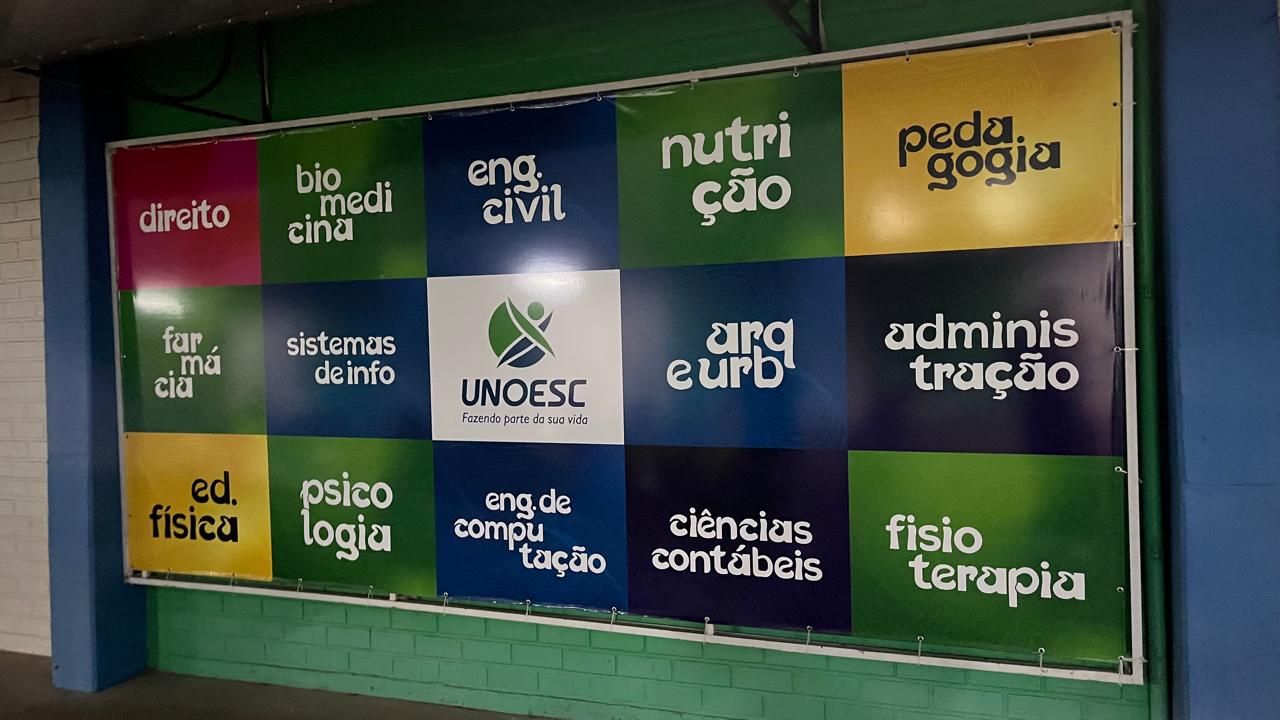 direito
bio
medi
cina
eng.
civil
nutri
ção
peda
gogia
far
má
cia
sistemas
de info
UNOESC
Fazendo parte da sua vida
arq
e urb
adminis
tração
ed.
física
psico
logia
eng. de
compu
tação
ciências
contábeis
fisio
terapia